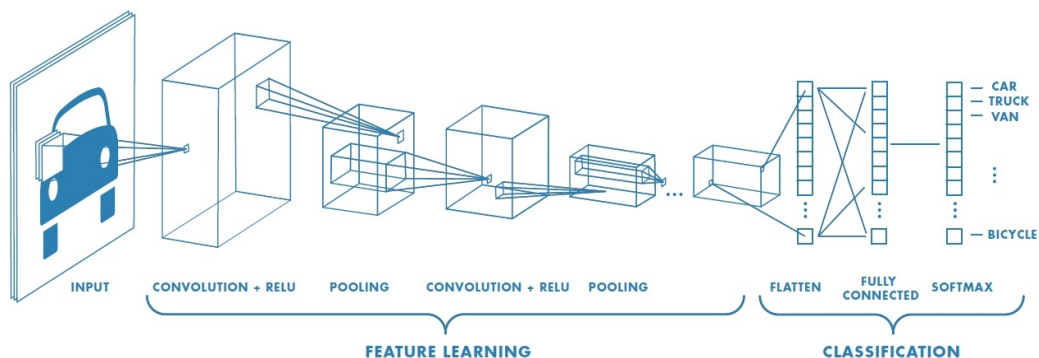 CAR
TRUCK
VAN
BICYCLE
INPUT
CONVOLUTION + RELU
POOLING
CONVOLUTION + RELU
POOLING
FLATTEN
FULLY
CONNECTED
SOFTMAX
FEATURE LEARNING
CLASSIFICATION